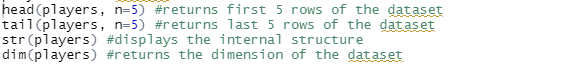 head(players, n=5) #returns first 5 rows of the dataset
tail(players, n=5) #returns last 5 rows of the dataset
str(players) #displays the internal structure
dim(players) #returns the dimension of the dataset